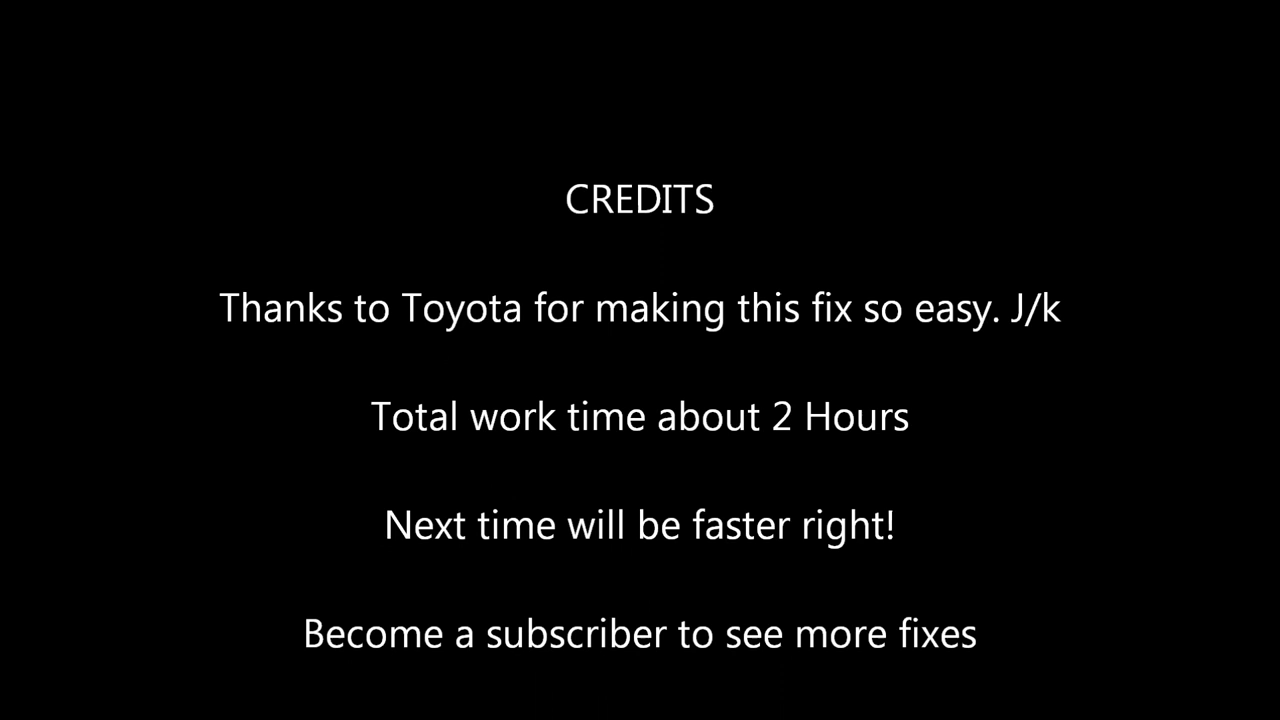 CREDITS
Thanks to Toyota for making this fix so easy. J/k
Total work time about 2 Hours
Next time will be faster right!
Become a subscriber to see more fixes